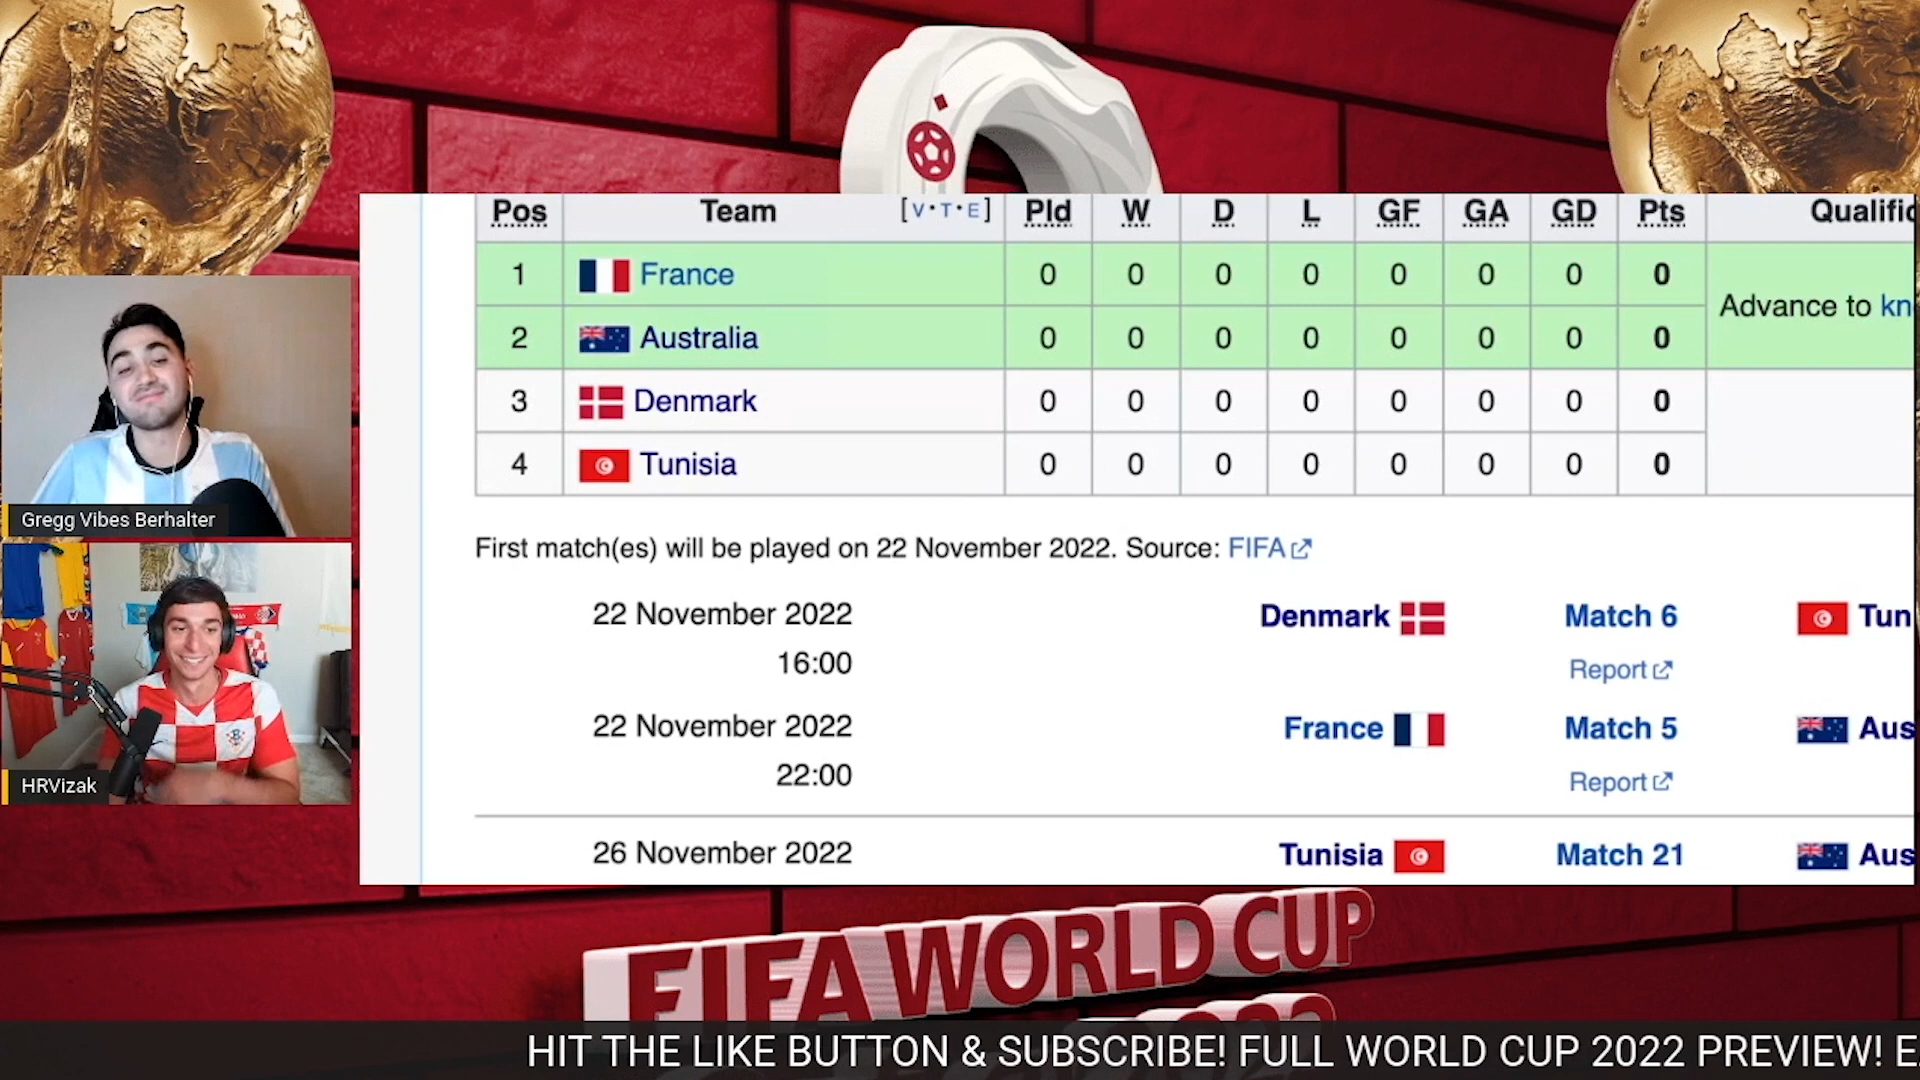 Pos Team [V·T·E] Pld W D L GF GA GD Pts
1 France 0 0 0 0 0 0 0 0
Advance to
2 Australia 0 0 0 0 0 0 0 0
3 Denmark 0 0 0 0 0 0 0 0
4 Tunisia 0 0 0 0 0 0 0 0
First match(es) will be played on 22 November 2022. Source: FIFA
22 November 2022 Denmark Match 6 Tun
16:00 Report
22 November 2022 France Match 5 Aus
22:00 Report
26 November 2022 Tunisia Match 21 Aus
Gregg Vibes Berhalter
HRVizak
FIFA WORLD CUP
HIT THE LIKE BUTTON & SUBSCRIBE! FULL WORLD CUP 2022 PREVIEW! E